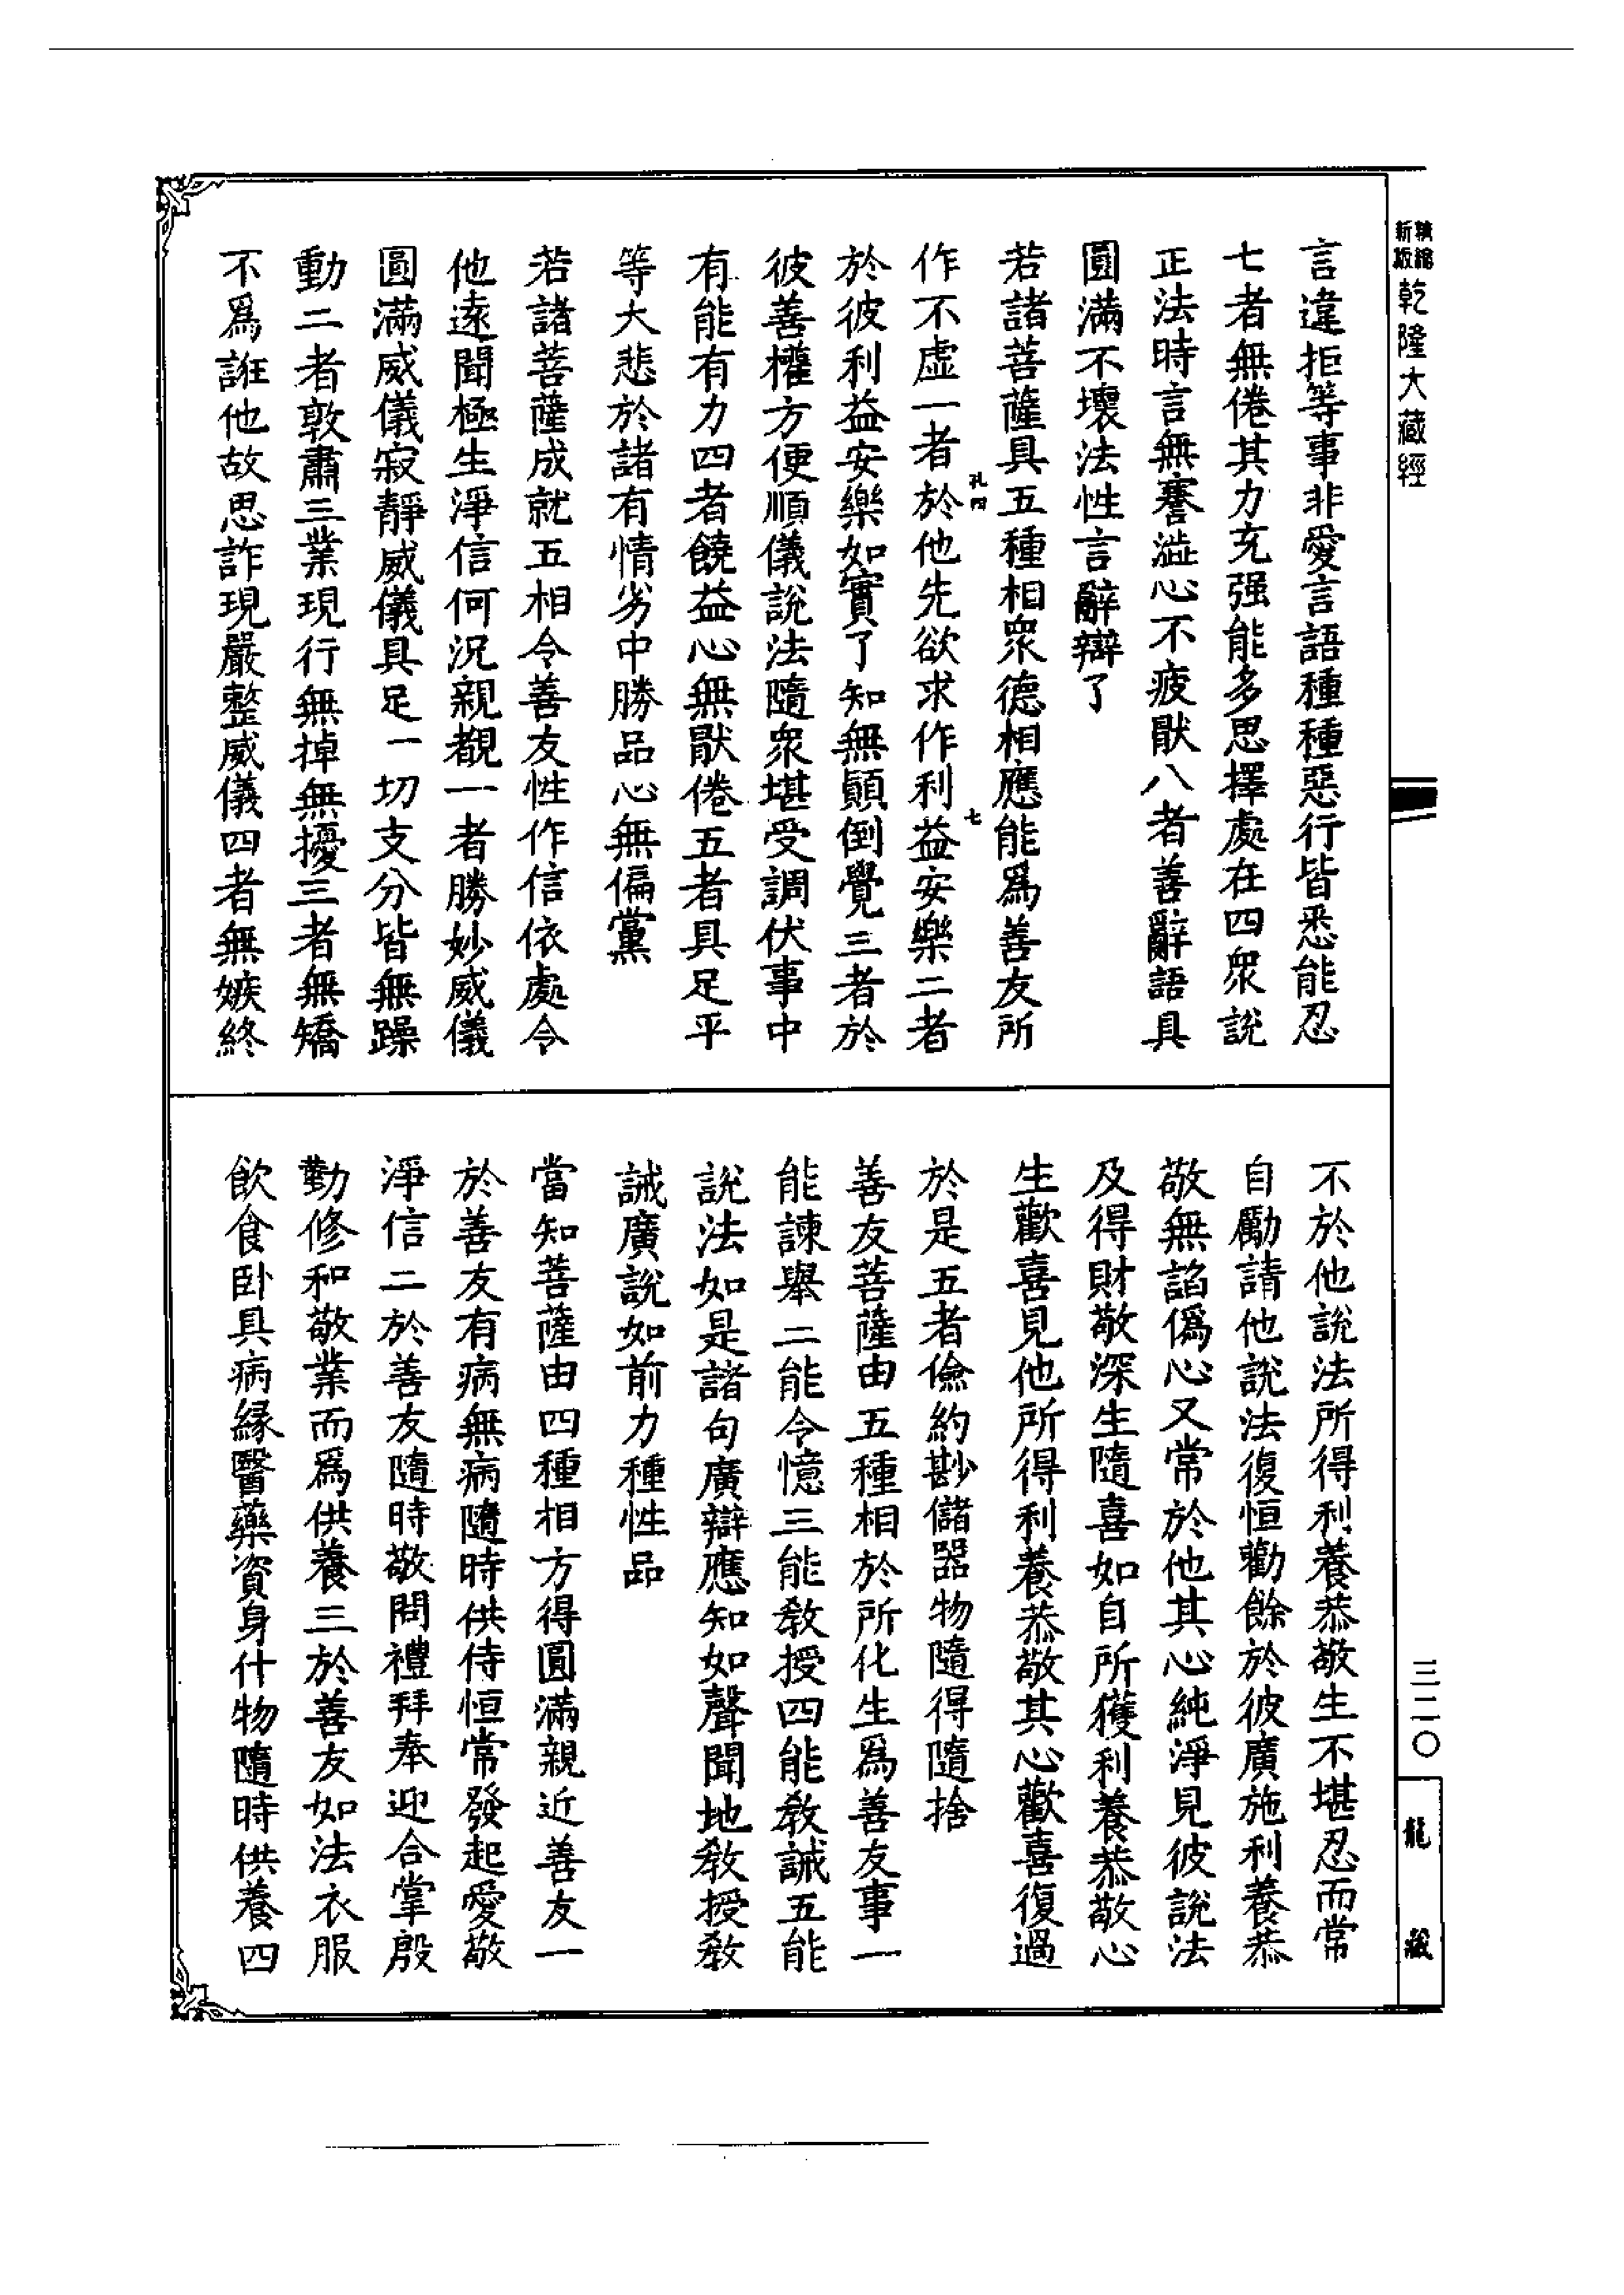 新版精縮乾隆大藏經
言違拒等事非愛言語種種惡行皆悉能忍
七者無倦其力充强能多思擇處在四衆說
正法時言無謇澁心不疲猒八者善辭語具
圓滿不壞法性言辭辯了
若諸菩薩具五種相衆德相應能爲善友所
作不虛一者於他先欲求作利益安樂二者
孔四
七
於彼利益安樂如實了知無顚倒覺三者於
彼善權方便順儀說法隨衆堪受調伏事中
有能有力四者饒益心無猒倦五者具足平
等大悲於諸有情劣中勝品心無偏黨
若諸菩薩成就五相令善友性作信依處令
他遠聞極生淨信何況親覩一者勝妙威儀
圓滿威儀寂靜威儀具足一切支分皆無躁
動二者敦肅三業現行無掉無擾三者無矯
不爲誑他故思詐現嚴整威儀四者無嫉終
不於他說法所得利養恭敬生不堪忍而常
自勵請他說法復恒勸餘於彼廣施利養恭
敬無諂僞心又常於他其心純淨見彼說法
及得財敬深生隨喜如自所獲利養恭敬心
生歡喜見他所得利養恭敬其心歡喜復過
於是五者儉約尠儲器物隨得隨捨
善友菩薩由五種相於所化生爲善友事一
能諫舉二能令憶三能教授四能教誡五能
說法如是諸句廣辯應知如聲聞地教授教
誡廣說如前力種性品
當知菩薩由四種相方得圓滿親近善友一
於善友有病無病隨時供侍恒常發起愛敬
淨信二於善友隨時敬問禮拜奉迎合掌殷
勤修和敬業而爲供養三於善友如法衣服
飲食卧具病緣醫藥資身什物隨時供養四
三二〇
龍藏